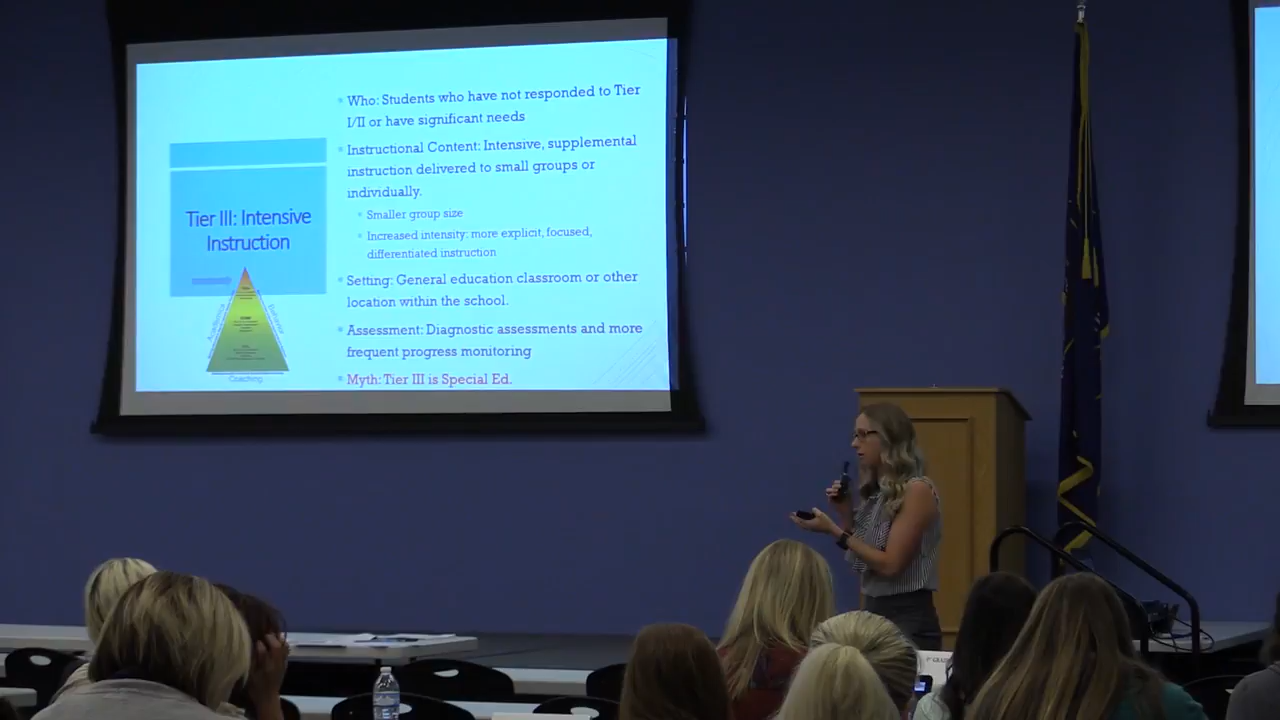 Tier III: Intensive
Instruction
Academics
Behavior
Coaching
Who: Students who have not responded to Tier
I/II or have significant needs
Instructional Content: Intensive, supplemental
instruction delivered to small groups or
individually.
Smaller group size
Increased intensity: more explicit, focused,
differentiated instruction
Setting: General education classroom or other
location within the school.
Assessment: Diagnostic assessments and more
frequent progress monitoring
Myth: Tier III is Special Ed.